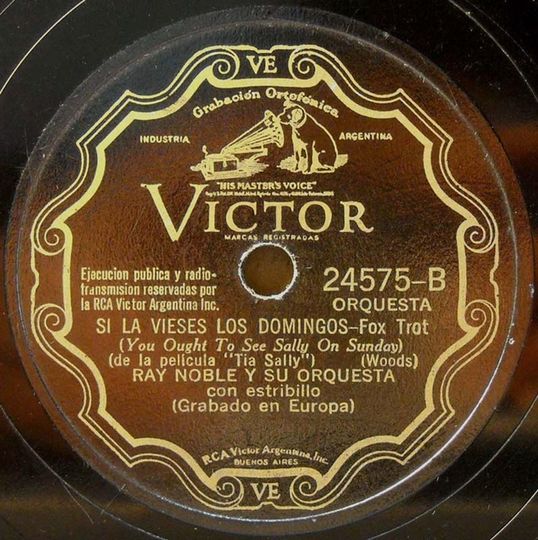 VE
Grabación Ortofónica
INDUSTRIA ARGENTINA
"HIS MASTER'S VOICE"
VICTOR
MARCAS REGISTRADAS
Ejecucion publica y radio-
transmision reservadas por
la RCA Victor Argentina Inc.
24575-B
ORQUESTA
SI LA VIESES LOS DOMINGOS-Fox Trot
(You Ought To See Sally On Sunday)
(de la película "Tia Sally") (Woods)
RAY NOBLE Y SU ORQUESTA
con estribillo
(Grabado en Europa)
RCA Victor Argentina, Inc.
BUENOS AIRES
VE